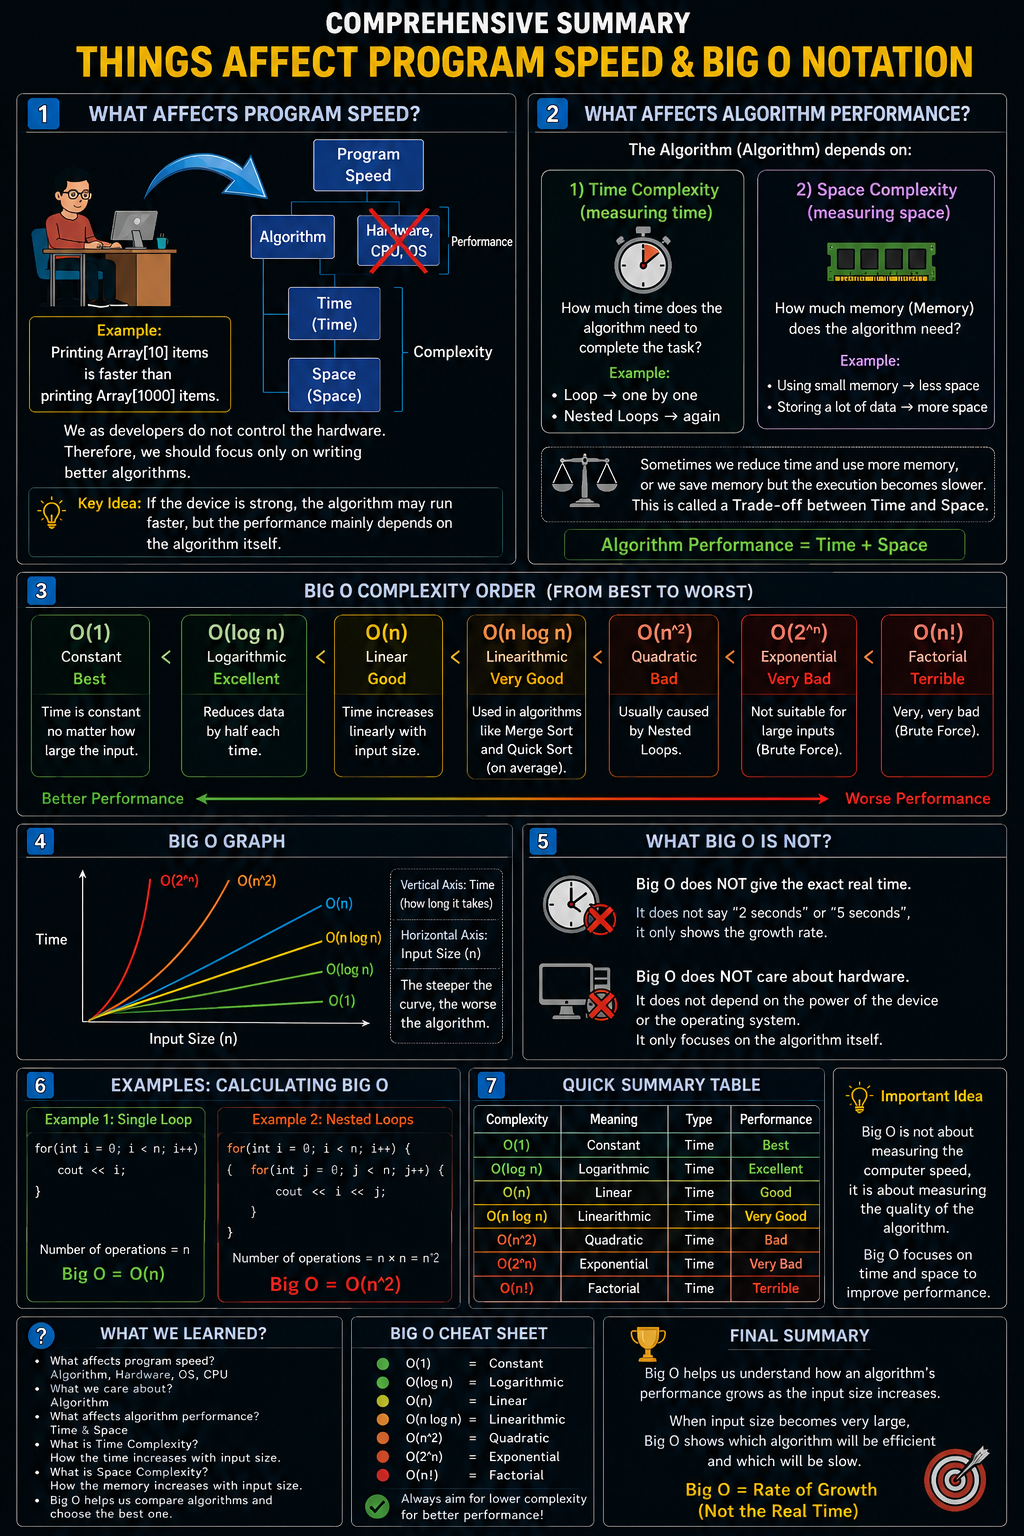 COMPREHENSIVE SUMMARY
THINGS AFFECT PROGRAM SPEED & BIG O NOTATION
1
WHAT AFFECTS PROGRAM SPEED?
Program
Speed
Algorithm
Hardware,
CPU, OS
Performance
Time
(Time)
Space
(Space)
Complexity
Example:
Printing Array[10] items
is faster than
printing Array[1000] items.
We as developers do not control the hardware.
Therefore, we should focus only on writing
better algorithms.
Key Idea: If the device is strong, the algorithm may run
faster, but the performance mainly depends on
the algorithm itself.
2
WHAT AFFECTS ALGORITHM PERFORMANCE?
The Algorithm (Algorithm) depends on:
1) Time Complexity
(measuring time)
How much time does the
algorithm need to
complete the task?
Example:
• Loop → one by one
• Nested Loops → again
2) Space Complexity
(measuring space)
How much memory (Memory)
does the algorithm need?
Example:
• Using small memory → less space
• Storing a lot of data → more space
Sometimes we reduce time and use more memory,
or we save memory but the execution becomes slower.
This is called a Trade-off between Time and Space.
Algorithm Performance = Time + Space
3
BIG O COMPLEXITY ORDER (FROM BEST TO WORST)
O(1)
Constant
Best
Time is constant
no matter how
large the input.
<
O(log n)
Logarithmic
Excellent
Reduces data
by half each
time.
<
O(n)
Linear
Good
Time increases
linearly with
input size.
<
O(n log n)
Linearithmic
Very Good
Used in algorithms
like Merge Sort
and Quick Sort
(on average).
<
O(n^2)
Quadratic
Bad
Usually caused
by Nested
Loops.
<
O(2^n)
Exponential
Very Bad
Not suitable for
large inputs
(Brute Force).
<
O(n!)
Factorial
Terrible
Very, very bad
(Brute Force).
Better Performance
Worse Performance
4
BIG O GRAPH
Time
O(2^n)
O(n^2)
O(n)
O(n log n)
O(log n)
O(1)
Input Size (n)
Vertical Axis: Time
(how long it takes)
Horizontal Axis:
Input Size (n)
The steeper the
curve, the worse
the algorithm.
5
WHAT BIG O IS NOT?
Big O does NOT give the exact real time.
It does not say “2 seconds” or “5 seconds”,
it only shows the growth rate.
Big O does NOT care about hardware.
It does not depend on the power of the device
or the operating system.
It only focuses on the algorithm itself.
6
EXAMPLES: CALCULATING BIG O
Example 1: Single Loop
for(int i = 0; i < n; i++)
cout << i;
}
Number of operations = n
Big O = O(n)
Example 2: Nested Loops
for(int i = 0; i < n; i++) {
{ for(int j = 0; j < n; j++) {
cout << i << j;
}
}
Number of operations = n × n = n^2
Big O = O(n^2)
7
QUICK SUMMARY TABLE
Complexity Meaning Type Performance
O(1) Constant Time Best
O(log n) Logarithmic Time Excellent
O(n) Linear Time Good
O(n log n) Linearithmic Time Very Good
O(n^2) Quadratic Time Bad
O(2^n) Exponential Time Very Bad
O(n!) Factorial Time Terrible
Important Idea
Big O is not about
measuring the
computer speed,
it is about measuring
the quality of the
algorithm.
Big O focuses on
time and space to
improve performance.
?
WHAT WE LEARNED?
• What affects program speed?
Algorithm, Hardware, OS, CPU
• What we care about?
Algorithm
• What affects algorithm performance?
Time & Space
• What is Time Complexity?
How the time increases with input size.
• What is Space Complexity?
How the memory increases with input size.
• Big O helps us compare algorithms and
choose the best one.
BIG O CHEAT SHEET
O(1) = Constant
O(log n) = Logarithmic
O(n) = Linear
O(n log n) = Linearithmic
O(n^2) = Quadratic
O(2^n) = Exponential
O(n!) = Factorial
Always aim for lower complexity
for better performance!
FINAL SUMMARY
Big O helps us understand how an algorithm's
performance grows as the input size increases.
When input size becomes very large,
Big O shows which algorithm will be efficient
and which will be slow.
Big O = Rate of Growth
(Not the Real Time)